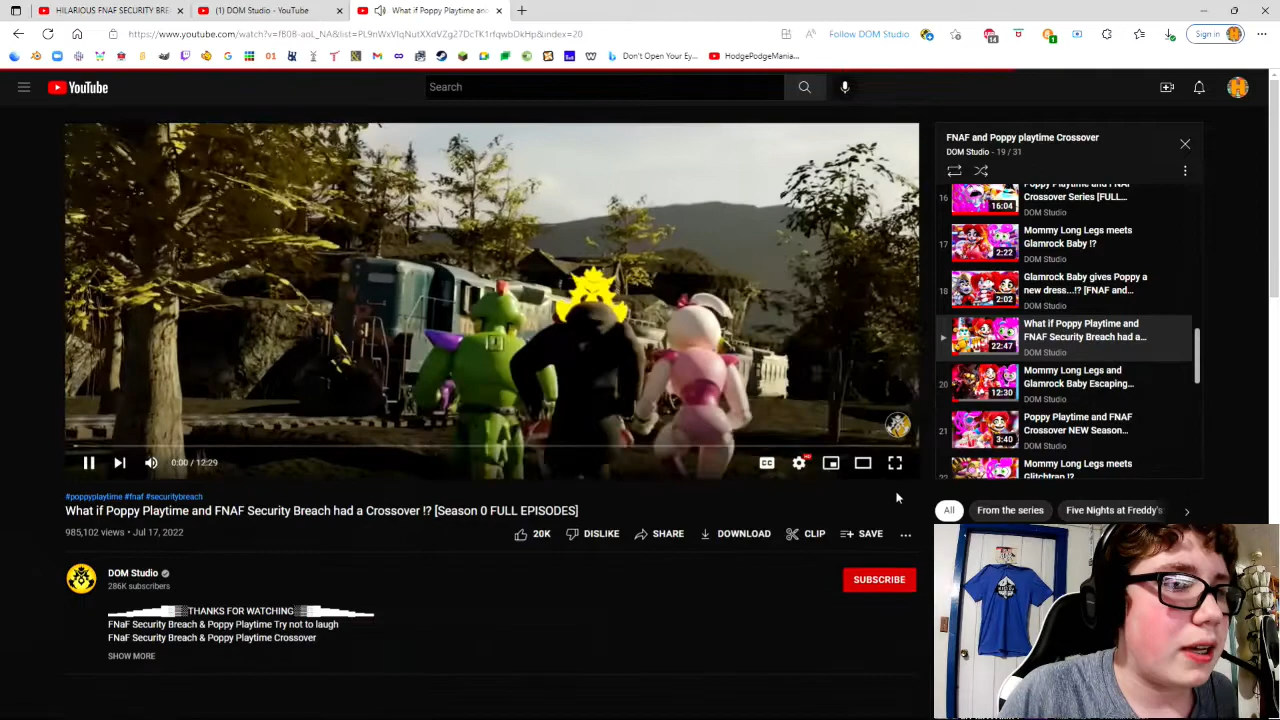 HILARIOUS FNAF SECURITY BRE
(1) DOM Studio - YouTube
What if Poppy Playtime and
https://www.youtube.com/watch?v=fB08-aoL_NA&list=PL9nWxVlqNutXXdVZg27DcTK1rfqwbDkHp&index=20
Follow DOM Studio
Sign in
Don't Open Your Ey...
HodgePodgeMania...
YouTube
Search
FNAF and Poppy playtime Crossover
DOM Studio - 19 / 31
16
Poppy Playtime and FNAF
Crossover Series [FULL...
DOM Studio
16:04
17
Mommy Long Legs meets
Glamrock Baby !?
DOM Studio
2:22
18
Glamrock Baby gives Poppy a
new dress...!? [FNAF and...
DOM Studio
2:02
What if Poppy Playtime and
FNAF Security Breach had a...
DOM Studio
22:47
20
Mommy Long Legs and
Glamrock Baby Escaping...
DOM Studio
12:30
21
Poppy Playtime and FNAF
Crossover NEW Season...
DOM Studio
3:40
Mommy Long Legs meets
Glitchtrap !?
0:00 / 12:29
CC
HD
All
From the series
Five Nights at Freddy's
#poppyplaytime #fnaf #securitybreach
What if Poppy Playtime and FNAF Security Breach had a Crossover !? [Season 0 FULL EPISODES]
985,102 views • Jul 17, 2022
20K
DISLIKE
SHARE
DOWNLOAD
CLIP
SAVE
DOM Studio
286K subscribers
SUBSCRIBE
THANKS FOR WATCHING
FNaF Security Breach & Poppy Playtime Try not to laugh
FNaF Security Breach & Poppy Playtime Crossover
SHOW MORE